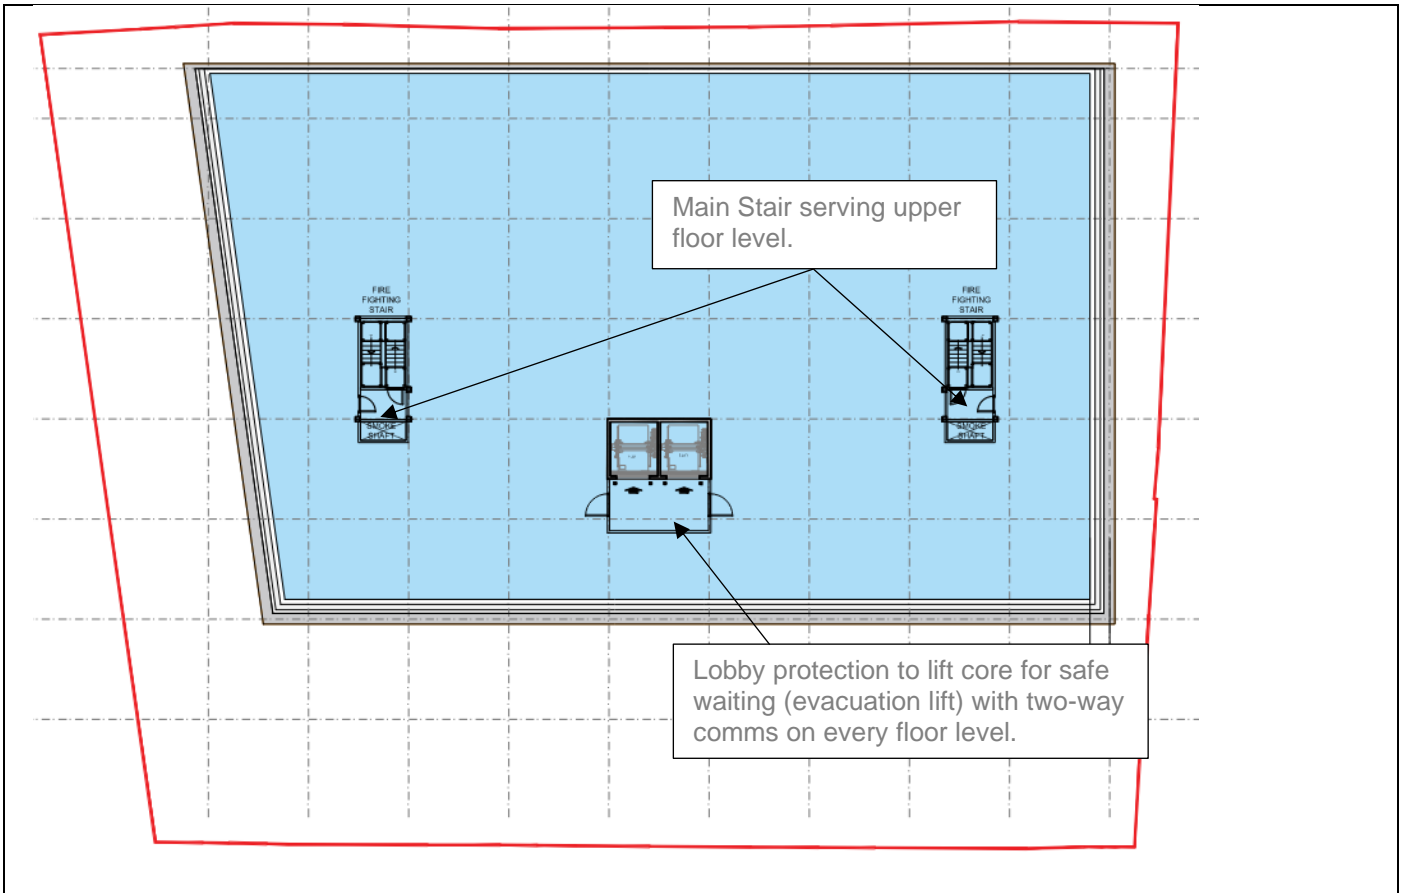 Main Stair serving upper
floor level.
FIRE
FIGHTING
STAIR
FIRE
FIGHTING
STAIR
SMOKE
SHAFT
SMOKE
SHAFT
Lobby protection to lift core for safe
waiting (evacuation lift) with two-way
comms on every floor level.